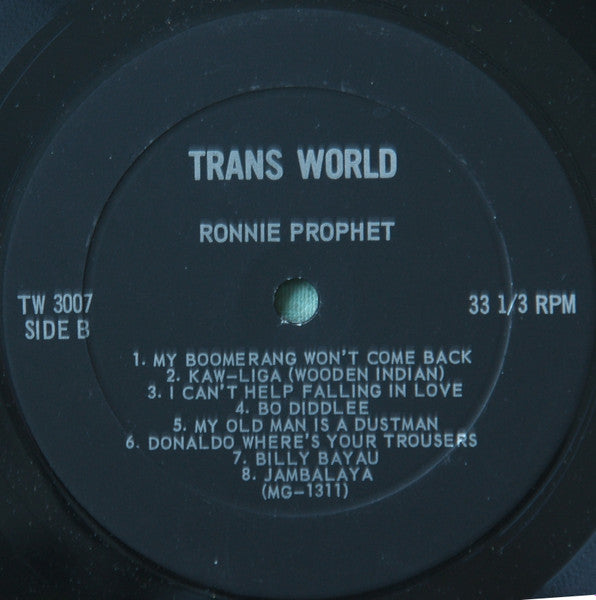 TRANS WORLD
RONNIE PROPHET
TW 3007
SIDE B
33 1/3 RPM
1. MY BOOMERANG WON'T COME BACK
2. KAW-LIGA (WOODEN INDIAN)
3. I CAN'T HELP FALLING IN LOVE
4. BO DIDDLEE
5. MY OLD MAN IS A DUSTMAN
6. DONALDO WHERE'S YOUR TROUSERS
7. BILLY BAYAU
8. JAMBALAYA
(MG-1311)